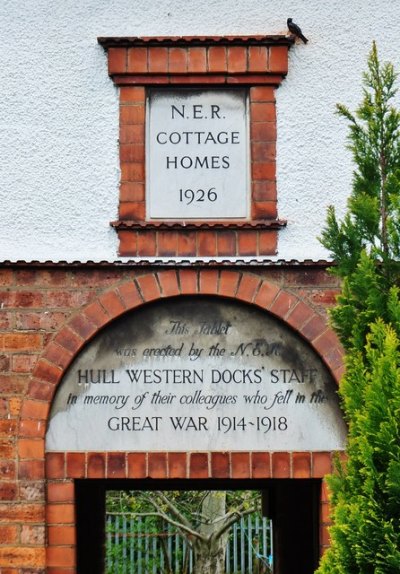 N.E.R.
COTTAGE
HOMES
1926
This Tablet
was erected by the N.E.R.
HULL WESTERN DOCKS' STAFF
in memory of their colleagues who fell in the
GREAT WAR 1914-1918